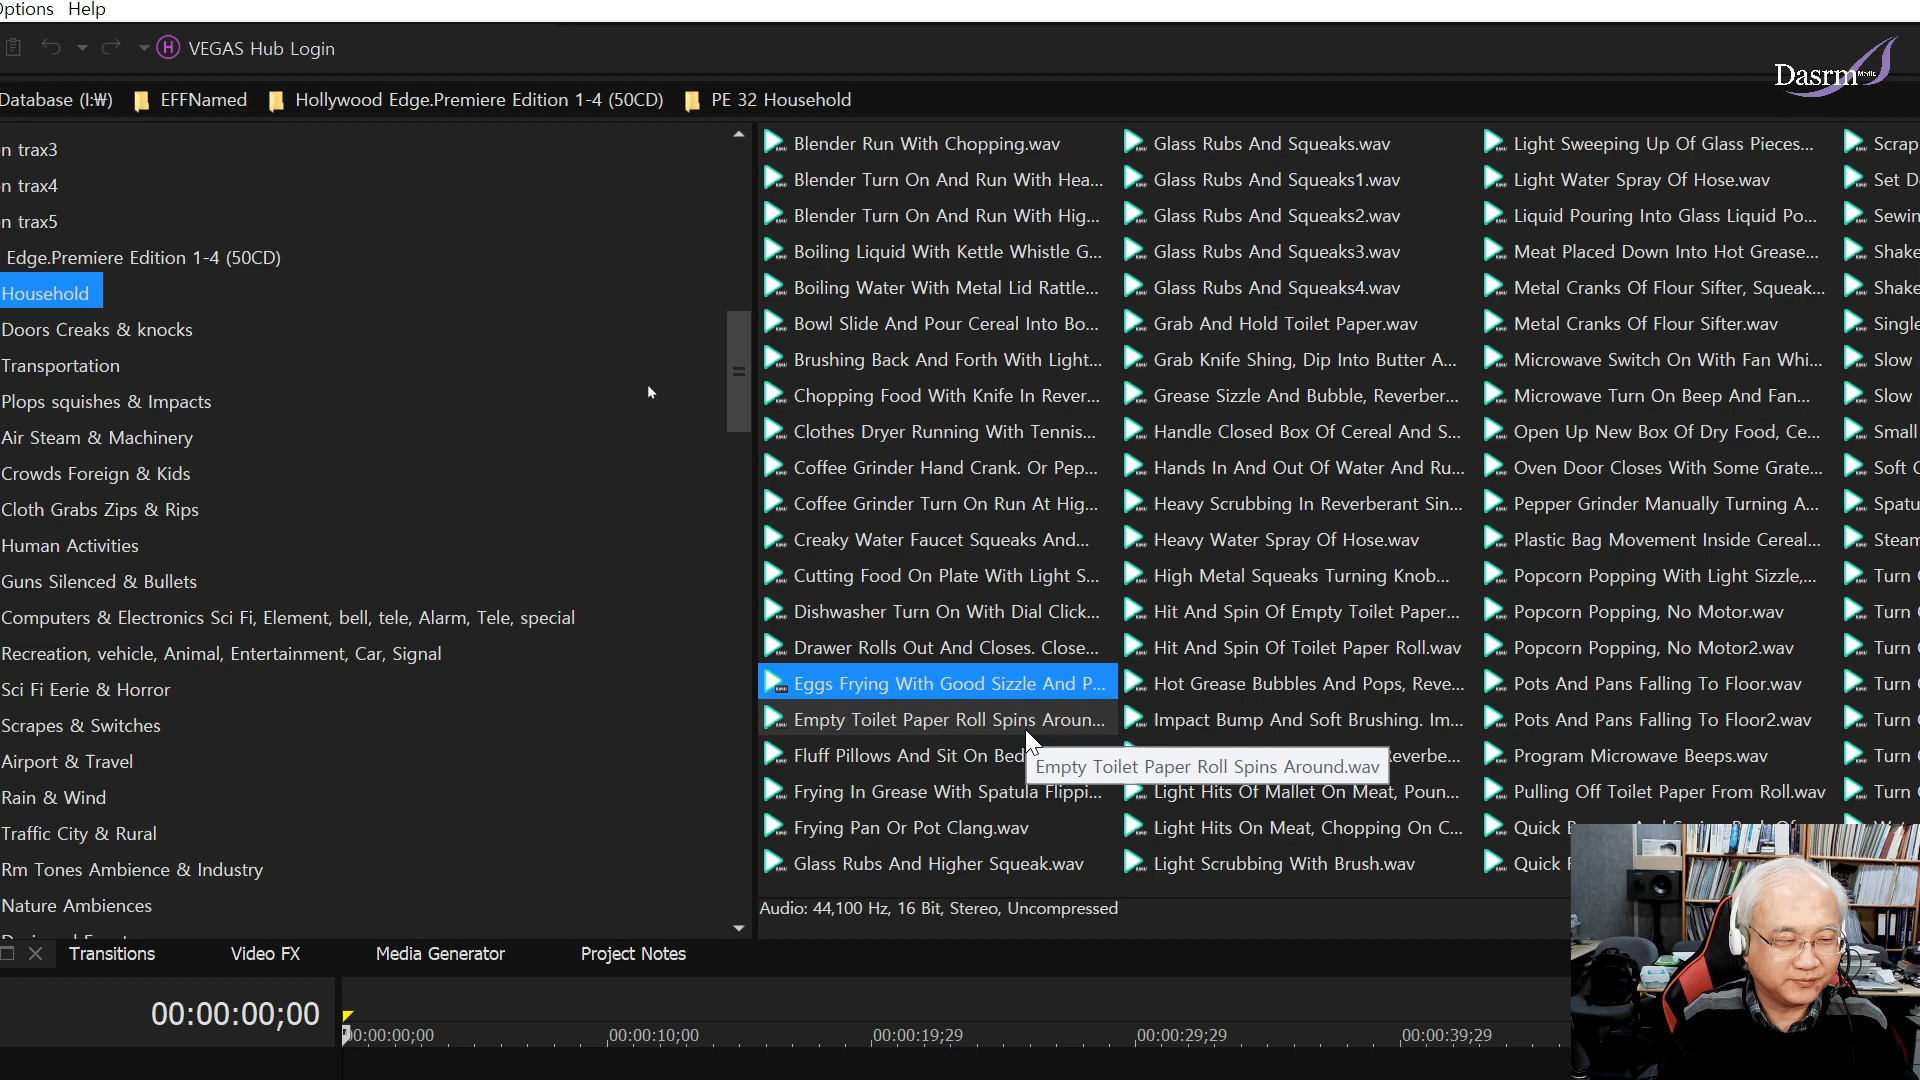 Options Help
VEGAS Hub Login
Dasrm Media
Database (I:₩) EFFNamed Hollywood Edge.Premiere Edition 1-4 (50CD) PE 32 Household
n trax3
n trax4
n trax5
Edge.Premiere Edition 1-4 (50CD)
Household
Doors Creaks & knocks
Transportation
Plops squishes & Impacts
Air Steam & Machinery
Crowds Foreign & Kids
Cloth Grabs Zips & Rips
Human Activities
Guns Silenced & Bullets
Computers & Electronics Sci Fi, Element, bell, tele, Alarm, Tele, special
Recreation, vehicle, Animal, Entertainment, Car, Signal
Sci Fi Eerie & Horror
Scrapes & Switches
Airport & Travel
Rain & Wind
Traffic City & Rural
Rm Tones Ambience & Industry
Nature Ambiences
Blender Run With Chopping.wav
Blender Turn On And Run With Hea...
Blender Turn On And Run With Hig...
Boiling Liquid With Kettle Whistle G...
Boiling Water With Metal Lid Rattle...
Bowl Slide And Pour Cereal Into Bo...
Brushing Back And Forth With Light...
Chopping Food With Knife In Rever...
Clothes Dryer Running With Tennis...
Coffee Grinder Hand Crank. Or Pep...
Coffee Grinder Turn On Run At Hig...
Creaky Water Faucet Squeaks And...
Cutting Food On Plate With Light S...
Dishwasher Turn On With Dial Click...
Drawer Rolls Out And Closes. Close...
Eggs Frying With Good Sizzle And P...
Empty Toilet Paper Roll Spins Aroun...
Fluff Pillows And Sit On Bed
Frying In Grease With Spatula Flippi...
Frying Pan Or Pot Clang.wav
Glass Rubs And Higher Squeak.wav
Glass Rubs And Squeaks.wav
Glass Rubs And Squeaks1.wav
Glass Rubs And Squeaks2.wav
Glass Rubs And Squeaks3.wav
Glass Rubs And Squeaks4.wav
Grab And Hold Toilet Paper.wav
Grab Knife Shing, Dip Into Butter A...
Grease Sizzle And Bubble, Reverber...
Handle Closed Box Of Cereal And S...
Hands In And Out Of Water And Ru...
Heavy Scrubbing In Reverberant Sin...
Heavy Water Spray Of Hose.wav
High Metal Squeaks Turning Knob...
Hit And Spin Of Empty Toilet Paper...
Hit And Spin Of Toilet Paper Roll.wav
Hot Grease Bubbles And Pops, Reve...
Impact Bump And Soft Brushing. Im...
everbe...
Empty Toilet Paper Roll Spins Around.wav
Light Hits Of Mallet On Meat, Poun...
Light Hits On Meat, Chopping On C...
Light Scrubbing With Brush.wav
Light Sweeping Up Of Glass Pieces...
Light Water Spray Of Hose.wav
Liquid Pouring Into Glass Liquid Po...
Meat Placed Down Into Hot Grease...
Metal Cranks Of Flour Sifter, Squeak...
Metal Cranks Of Flour Sifter.wav
Microwave Switch On With Fan Whi...
Microwave Turn On Beep And Fan...
Open Up New Box Of Dry Food, Ce...
Oven Door Closes With Some Grate...
Pepper Grinder Manually Turning A...
Plastic Bag Movement Inside Cereal...
Popcorn Popping With Light Sizzle,...
Popcorn Popping, No Motor.wav
Popcorn Popping, No Motor2.wav
Pots And Pans Falling To Floor.wav
Pots And Pans Falling To Floor2.wav
Program Microwave Beeps.wav
Pulling Off Toilet Paper From Roll.wav
Quick
Quick
Scrap
Set D
Sewin
Shake
Shake
Single
Slow
Slow
Small
Soft
Spatu
Steam
Turn
Turn
Turn
Turn
Turn
Turn
Turn
Audio: 44,100 Hz, 16 Bit, Stereo, Uncompressed
Transitions Video FX Media Generator Project Notes
00:00:00;00
00:00:00;00 00:00:10;00 00:00:19;29 00:00:29;29 00:00:39;29